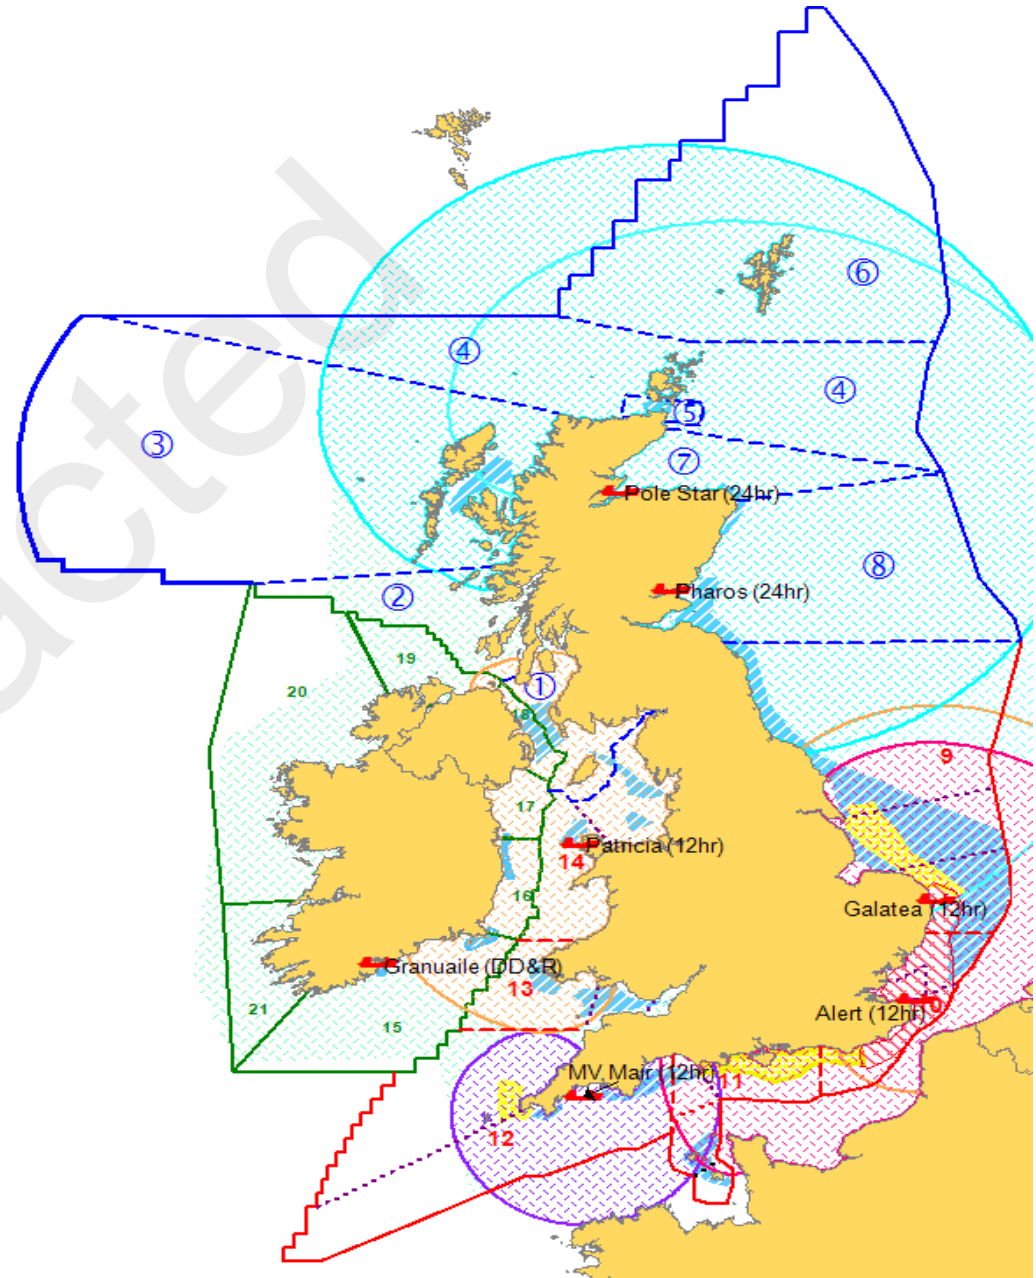 ⑥
④
④
⑤
③
⑦
Pole Star (24hr)
⑧
Pharos (24hr)
②
19
①
20
18
9
17
Patricia (12hr)
14
16
Galatea (12hr)
Granuaile (DD&R)
13
21
15
Alert (12hr)
MV, Mair (12hr)
11
12
acted